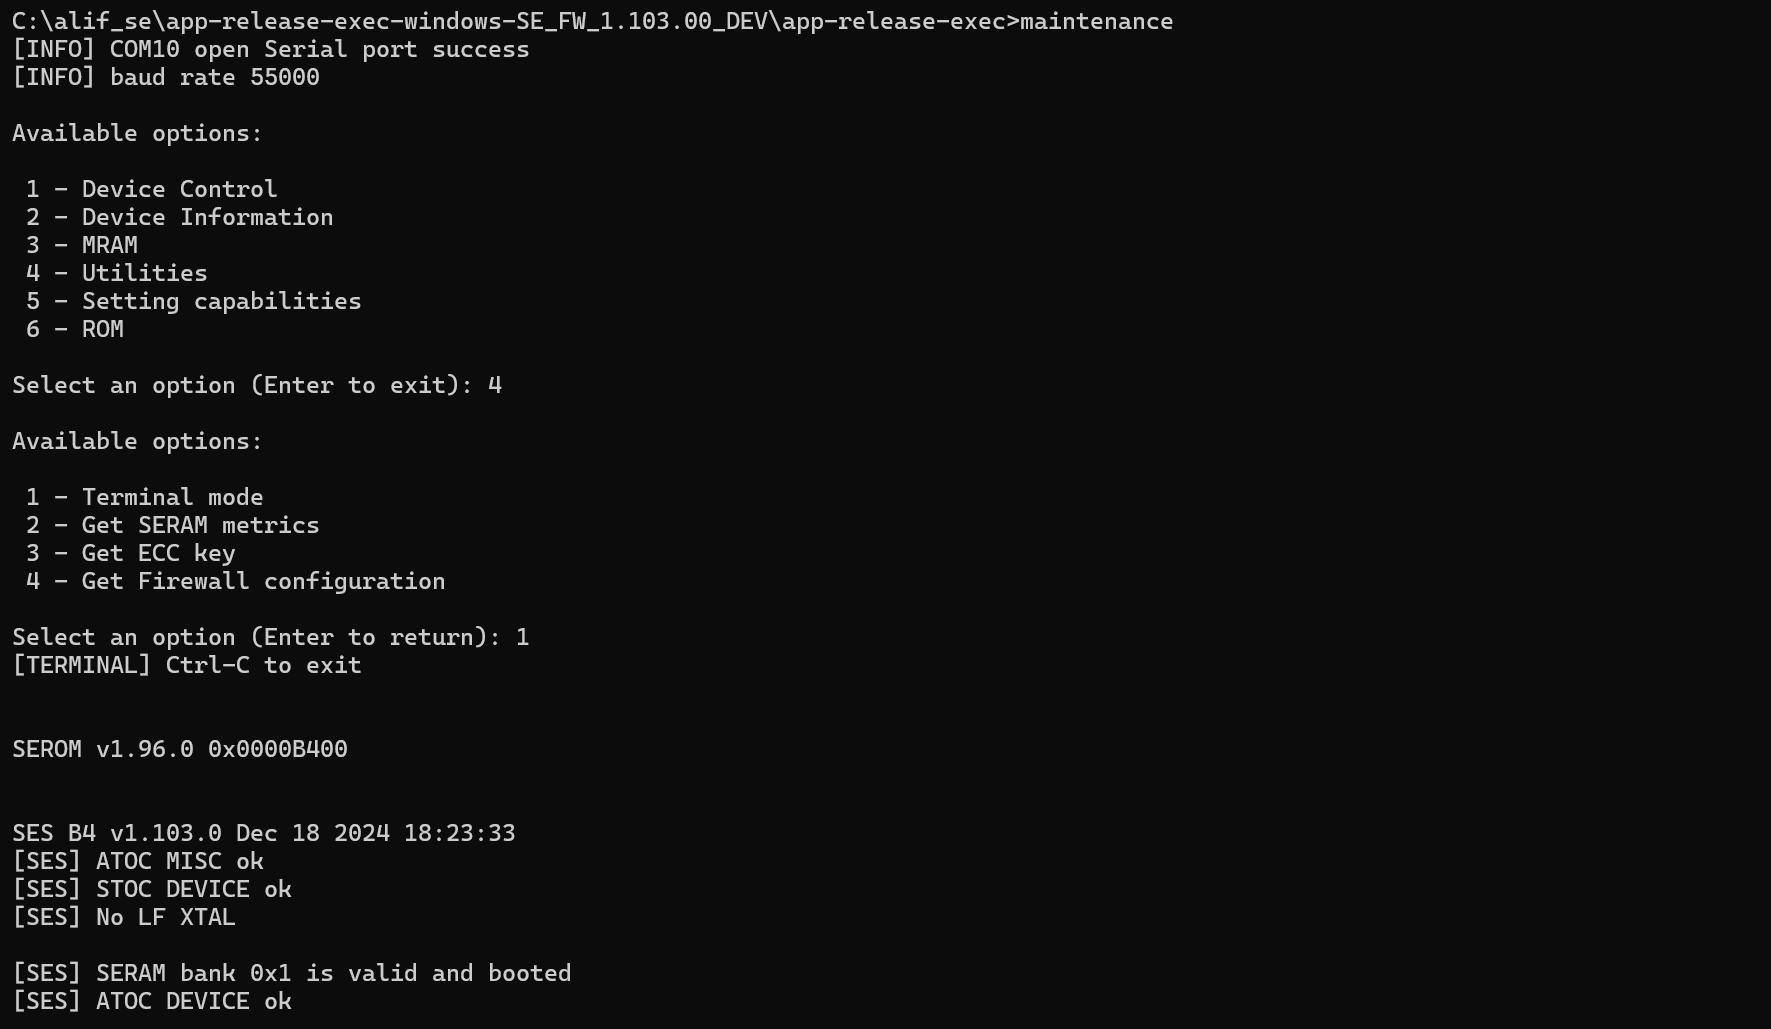 C:\alif_se\app-release-exec-windows-SE_FW_1.103.00_DEV\app-release-exec>maintenance
[INFO] COM10 open Serial port success
[INFO] baud rate 55000
Available options:
1 - Device Control
2 - Device Information
3 - MRAM
4 - Utilities
5 - Setting capabilities
6 - ROM
Select an option (Enter to exit): 4
Available options:
1 - Terminal mode
2 - Get SERAM metrics
3 - Get ECC key
4 - Get Firewall configuration
Select an option (Enter to return): 1
[TERMINAL] Ctrl-C to exit
SEROM v1.96.0 0x0000B400
SES B4 v1.103.0 Dec 18 2024 18:23:33
[SES] ATOC MISC ok
[SES] STOC DEVICE ok
[SES] No LF XTAL
[SES] SERAM bank 0x1 is valid and booted
[SES] ATOC DEVICE ok